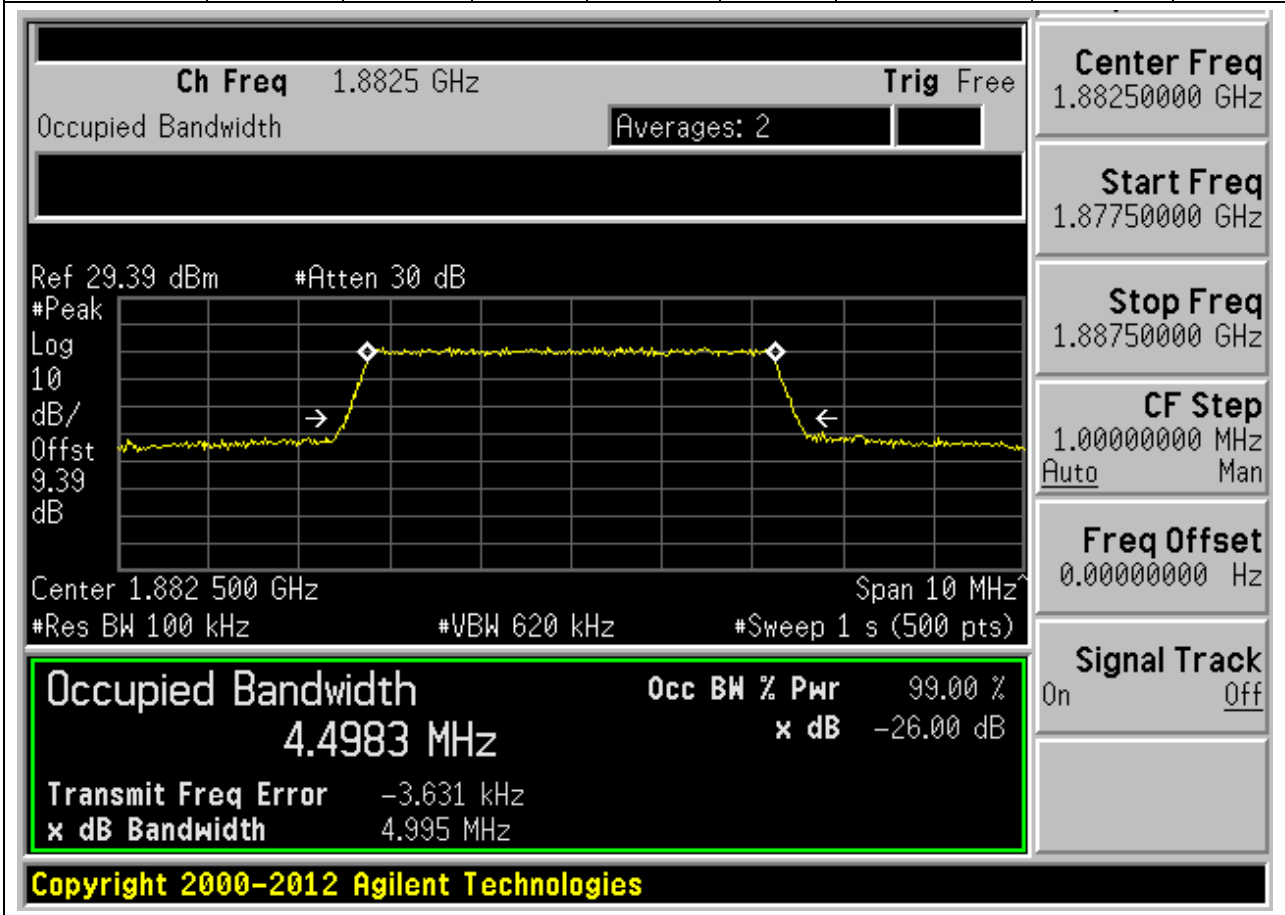 Ch Freq 1.8825 GHz Trig Free
Occupied Bandwidth Averages: 2
Ref 29.39 dBm #Atten 30 dB
#Peak
Log
10
dB/
Offst
9.39
dB
Center 1.882 500 GHz Span 10 MHz^
#Res BW 100 kHz #VBW 620 kHz #Sweep 1 s (500 pts)
Occupied Bandwidth Occ BW % Pwr 99.00 %
4.4983 MHz x dB -26.00 dB
Transmit Freq Error -3.631 kHz
x dB Bandwidth 4.995 MHz
Copyright 2000-2012 Agilent Technologies
Center Freq
1.88250000 GHz
Start Freq
1.87750000 GHz
Stop Freq
1.88750000 GHz
CF Step
1.00000000 MHz
Auto Man
Freq Offset
0.00000000 Hz
Signal Track
On Off